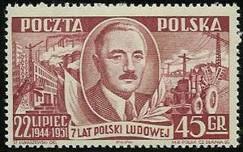 POCZTA POLSKA
22 LIPIEC
1944-1951
7 LAT POLSKI LUDOWEJ
45 GR